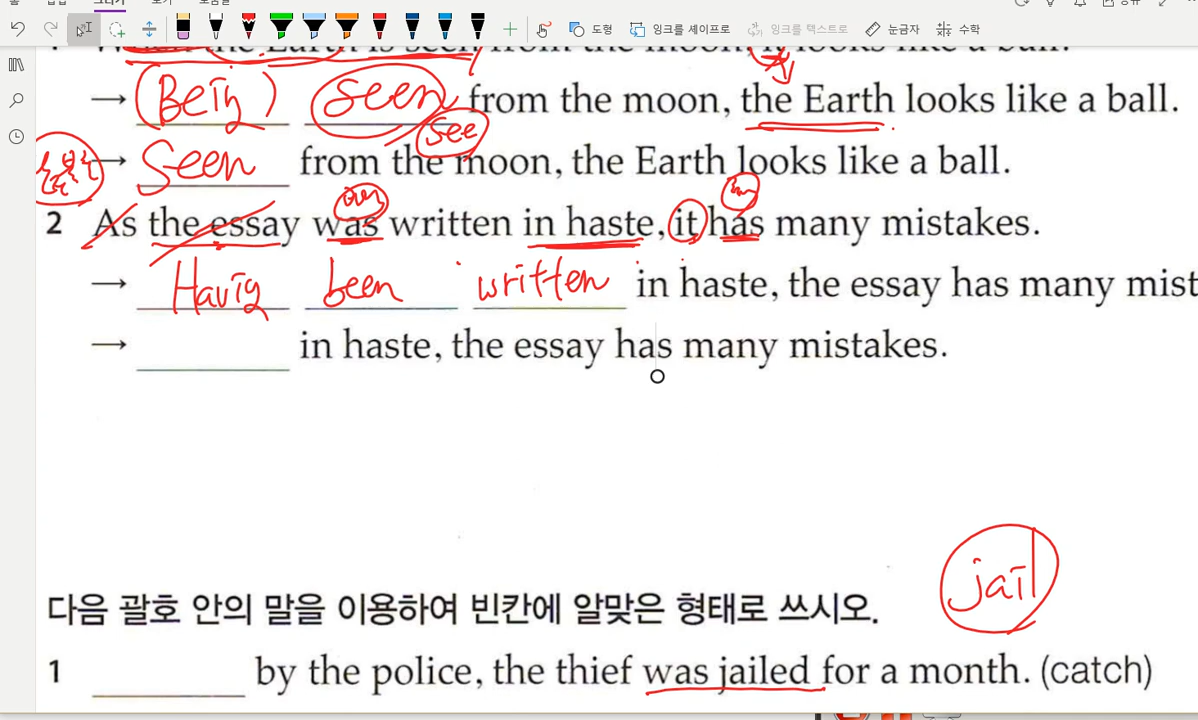 도형 잉크를 셰이프로 잉크를 텍스트로 눈금자 수학
→ (Being) seen from the moon, the Earth looks like a ball.
see
→ Seen from the moon, the Earth looks like a ball.
2 As the essay was written in haste, it has many mistakes.
→ Having been written in haste, the essay has many mist
→ in haste, the essay has many mistakes.
jail
다음 괄호 안의 말을 이용하여 빈칸에 알맞은 형태로 쓰시오.
1 by the police, the thief was jailed for a month. (catch)